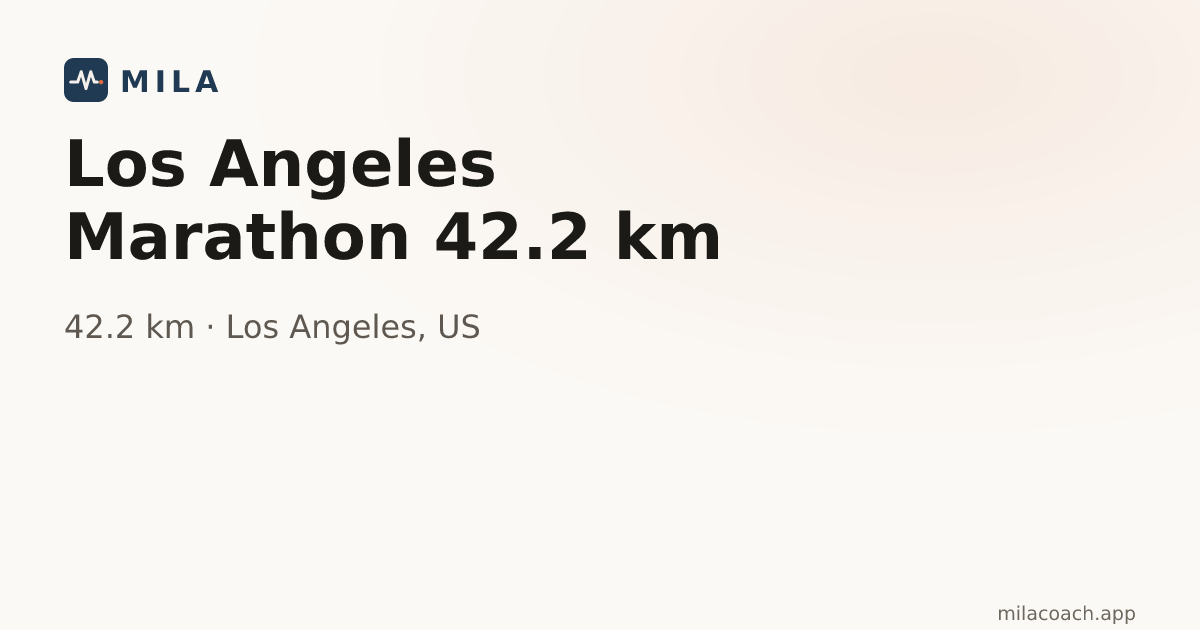 MILA
Los Angeles
Marathon 42.2 km
42.2 km · Los Angeles, US
milacoach.app